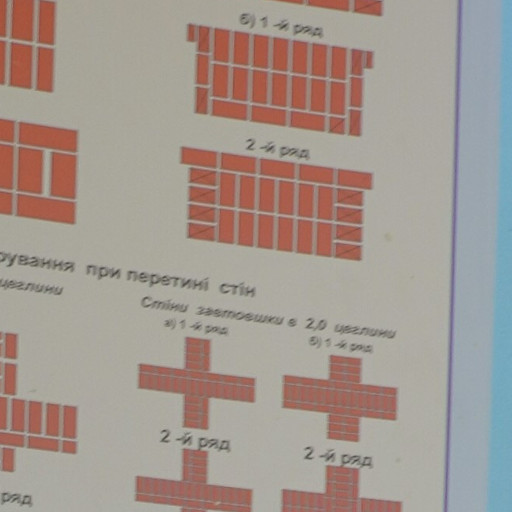 б) 1 -й ряд
2 -й ряд
рування при перетині стін
цеглини
Стіни завтовшки в 2,0 цеглини
а) 1 -й ряд
б) 1 -й ряд
2 -й ряд
2 -й ряд
ряд